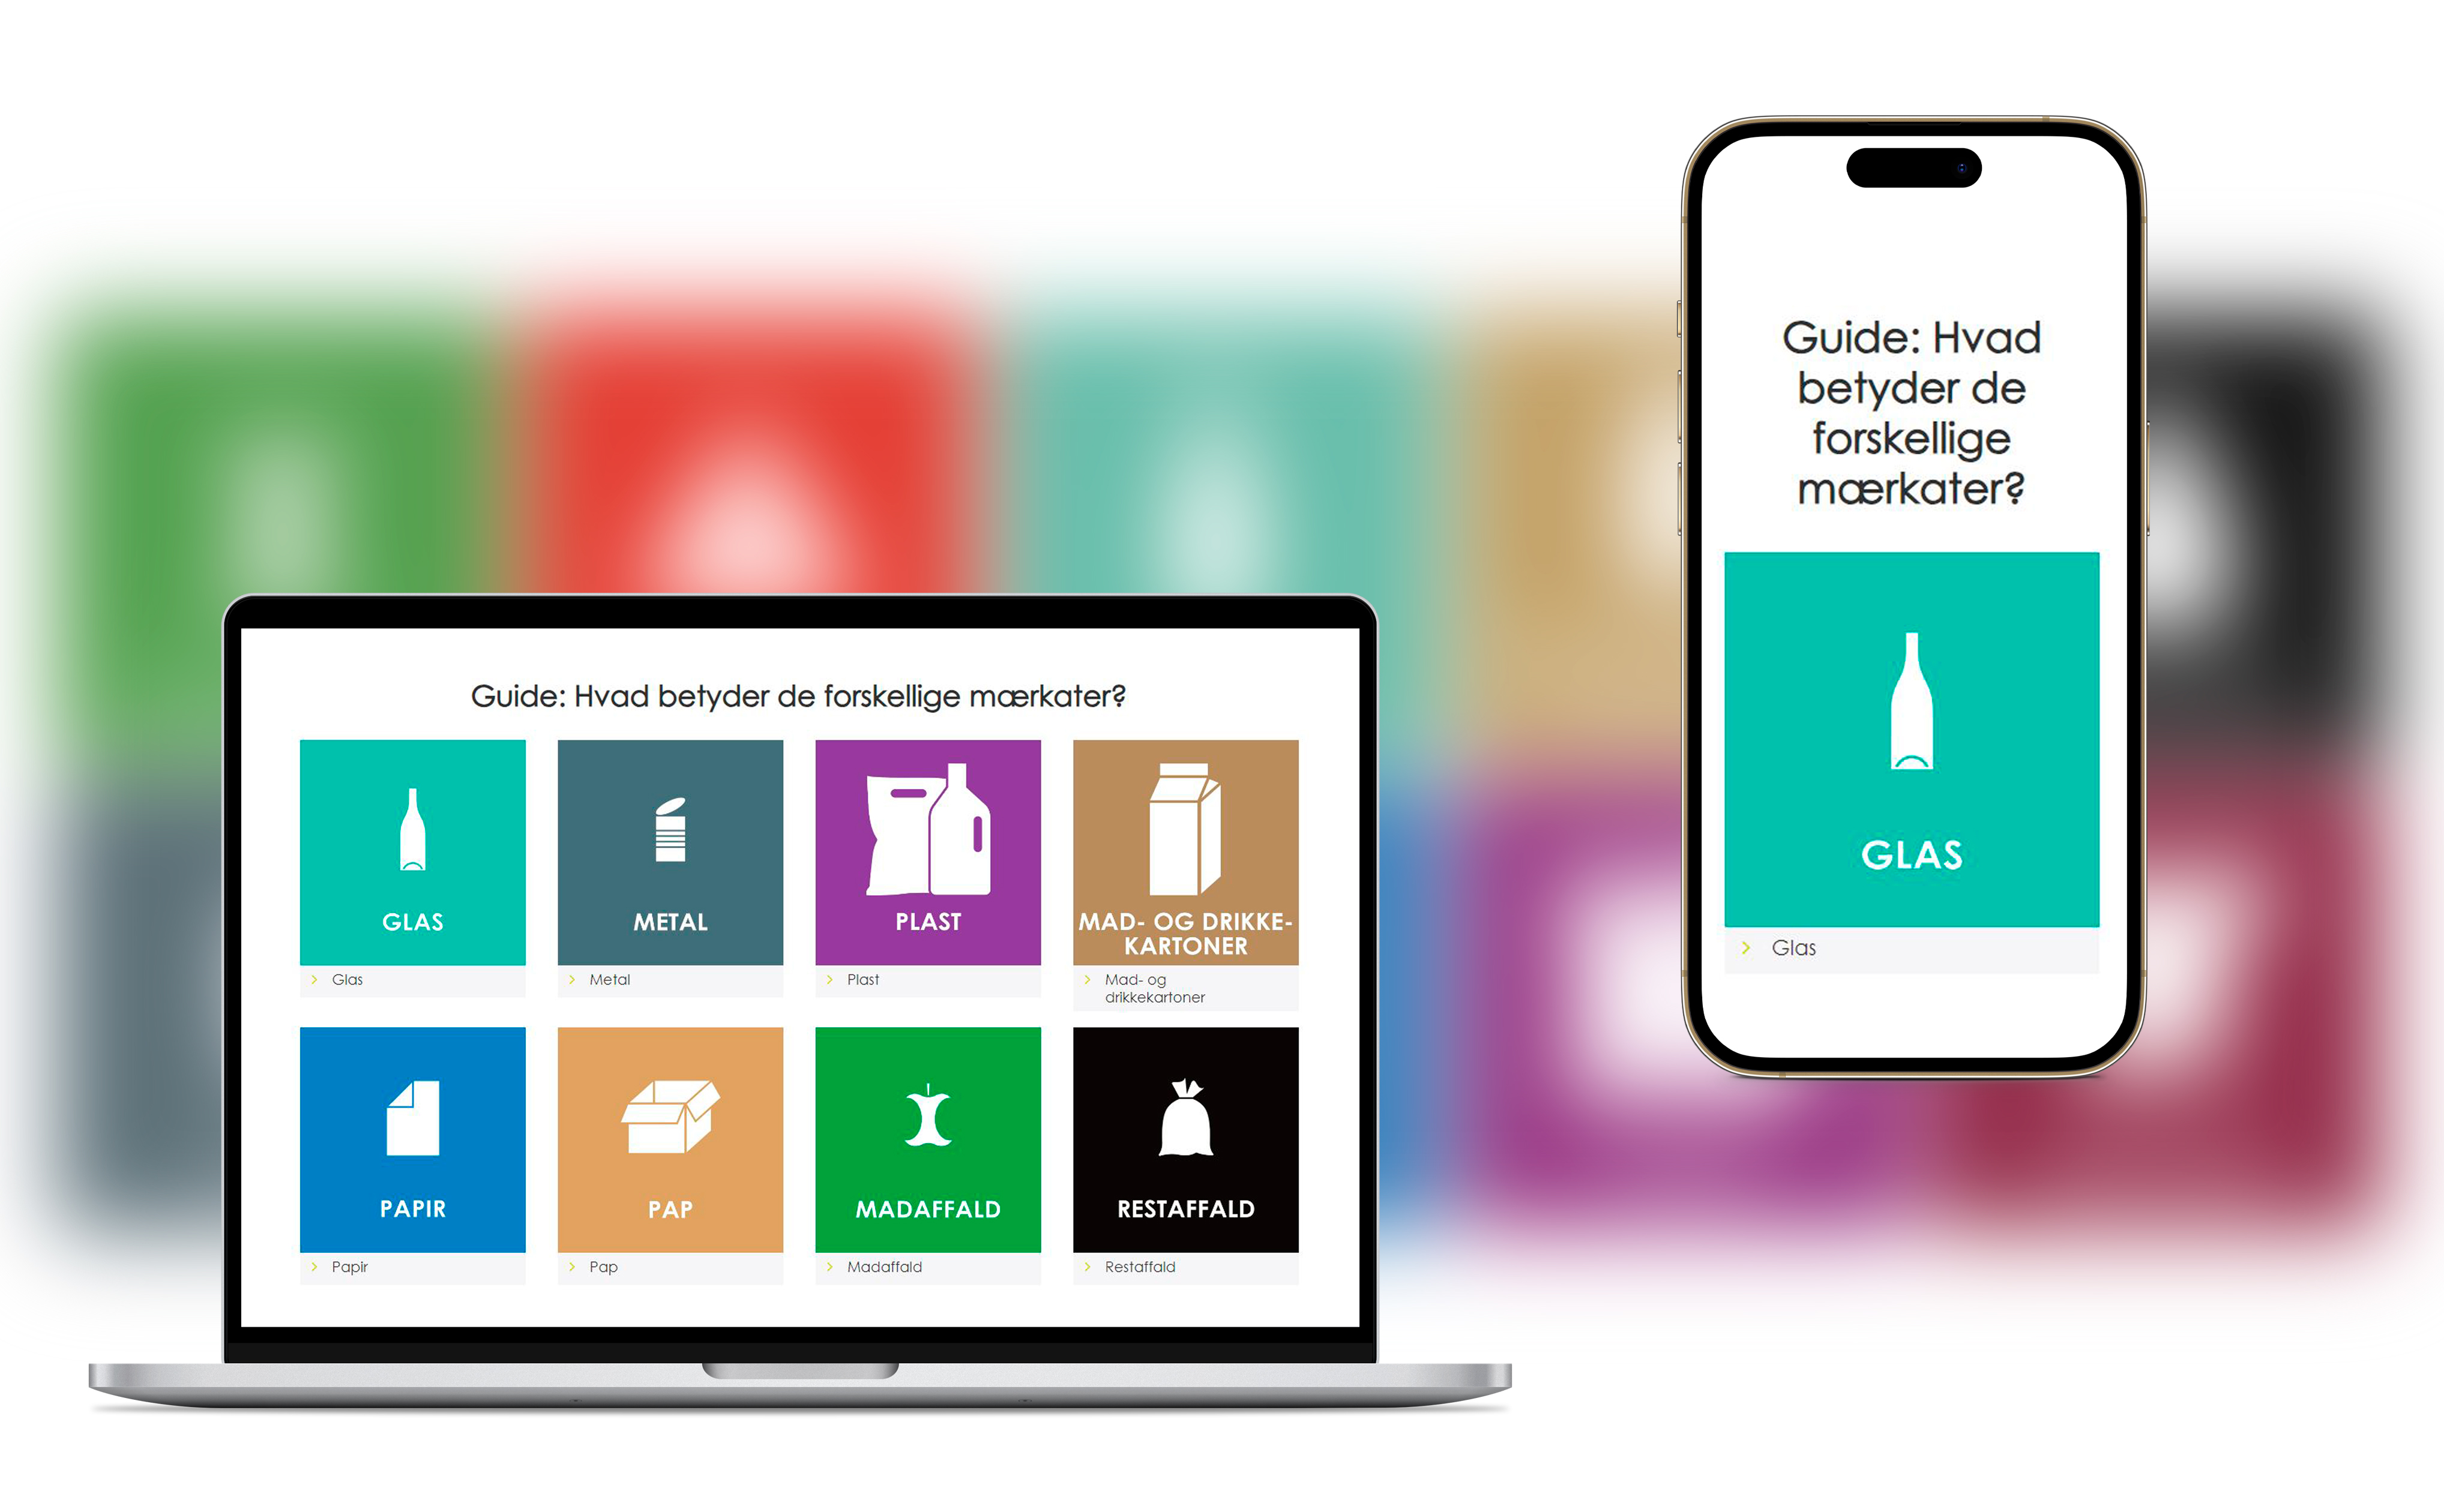 Guide: Hvad betyder de forskellige mærkater?
GLAS
METAL
PLAST
MAD- OG DRIKKE-
KARTONER
Glas
Metal
Plast
Mad- og
drikkekartoner
PAPIR
PAP
MADAFFALD
RESTAFFALD
Papir
Pap
Madaffald
Restaffald
Guide: Hvad
betyder de
forskellige
mærkater?
GLAS
Glas